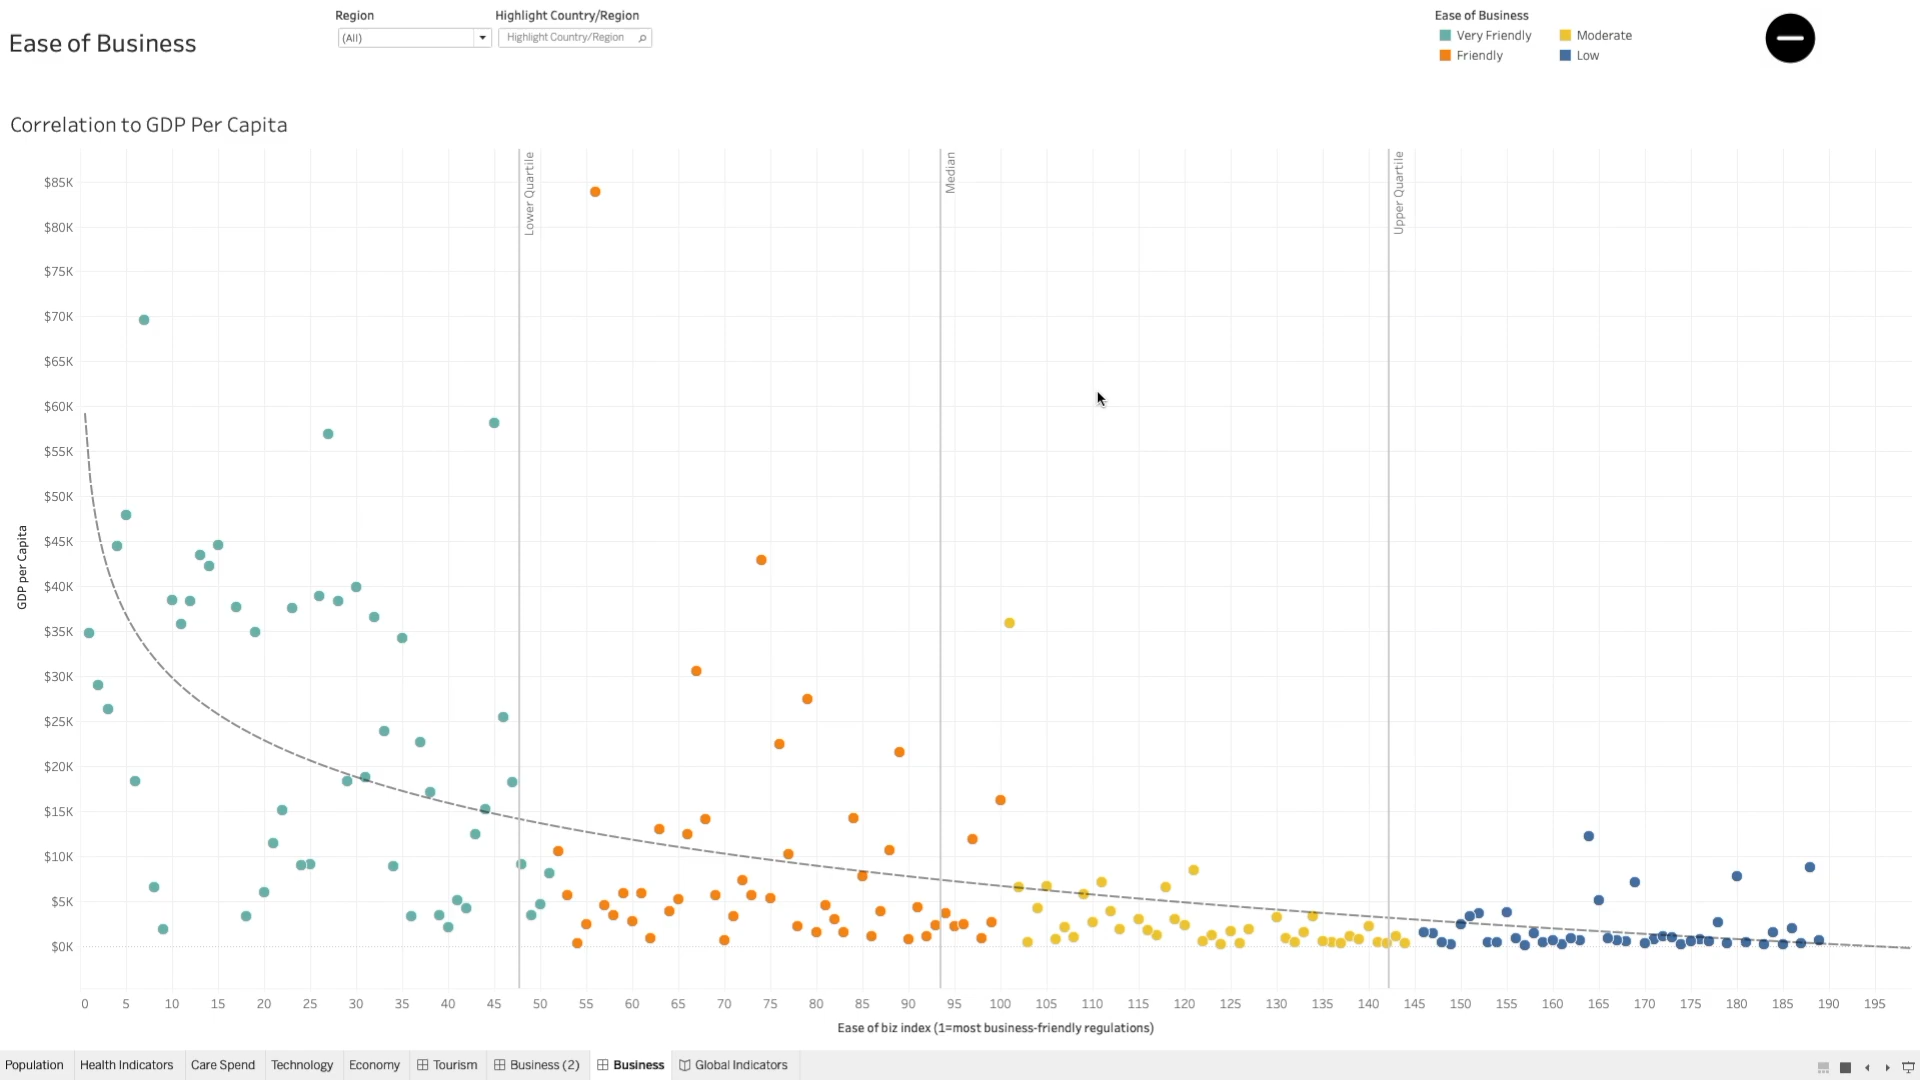 Ease of Business
Region
(All)
Highlight Country/Region
Highlight Country/Region
Ease of Business
Very Friendly
Moderate
Friendly
Low
Correlation to GDP Per Capita
Lower Quartile
Median
Upper Quartile
$85K
$80K
$75K
$70K
$65K
$60K
$55K
$50K
$45K
$40K
$35K
$30K
$25K
$20K
$15K
$10K
$5K
$0K
GDP per Capita
0 5 10 15 20 25 30 35 40 45 50 55 60 65 70 75 80 85 90 95 100 105 110 115 120 125 130 135 140 145 150 155 160 165 170 175 180 185 190 195
Ease of biz index (1=most business-friendly regulations)
Population Health Indicators Care Spend Technology Economy Tourism Business (2) Business Global Indicators